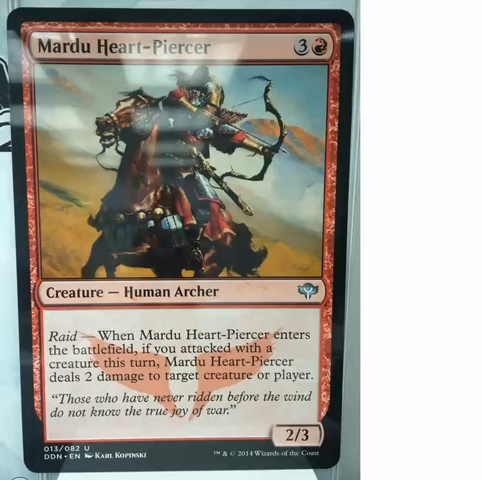 Mardu Heart-Piercer 3
Creature — Human Archer
Raid — When Mardu Heart-Piercer enters
the battlefield, if you attacked with a
creature this turn, Mardu Heart-Piercer
deals 2 damage to target creature or player.
“Those who have never ridden before the wind
do not know the true joy of war.”
2/3
013/082 U
DDN • EN Karl Kopinski
™ & © 2014 Wizards of the Coast